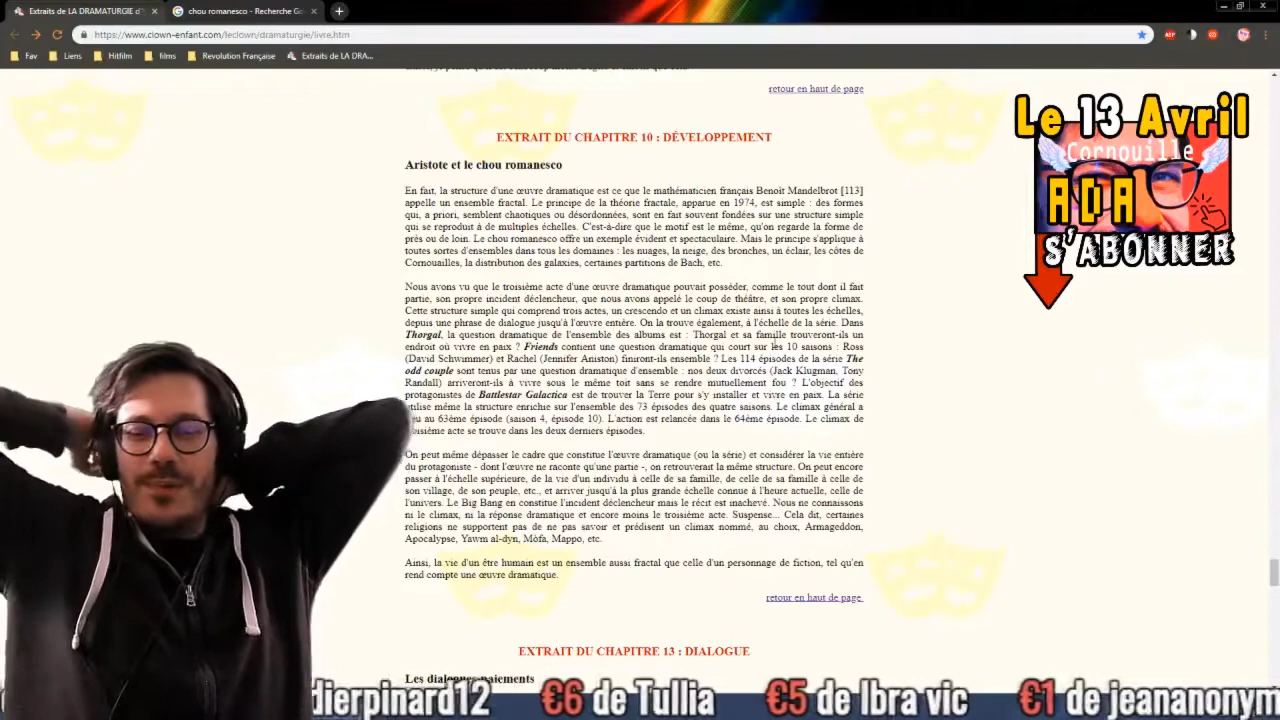 Extraits de LA DRAMATURGIE d
chou romanesco - Recherche Go
https://www.clown-enfant.com/leclown/dramaturgie/livre.htm
Fav
Liens
Hitfilm
films
Revolution Française
Extraits de LA DRA...
retour en haut de page
EXTRAIT DU CHAPITRE 10 : DÉVELOPPEMENT
Aristote et le chou romanesco
En fait, la structure d'une œuvre dramatique est ce que le mathématicien français Benoît Mandelbrot [113]
appelle un ensemble fractal. Le principe de la théorie fractale, apparue en 1974, est simple : des formes
qui, a priori, semblent chaotiques ou désordonnées, sont en fait souvent fondées sur une structure simple
qui se reproduit à de multiples échelles. C'est-à-dire que le motif est le même, qu'on regarde la forme de
près ou de loin. Le chou romanesco offre un exemple évident et spectaculaire. Mais le principe s'applique à
toutes sortes d'ensembles dans tous les domaines : les nuages, la neige, des bronches, un éclair, les côtes de
Cornouailles, la distribution des galaxies, certaines partitions de Bach, etc.
Nous avons vu que le troisième acte d'une œuvre dramatique pouvait posséder, comme le tout dont il fait
partie, son propre incident déclencheur, que nous avons appelé le coup de théâtre, et son propre climax.
Cette structure simple qui comprend trois actes, un crescendo et un climax existe ainsi à toutes les échelles,
depuis une phrase de dialogue jusqu'à l'œuvre entière. On la trouve également, à l'échelle de la série. Dans
Thorgal, la question dramatique de l'ensemble des albums est : Thorgal et sa famille trouveront-ils un
endroit où vivre en paix ? Friends contient une question dramatique qui court sur les 10 saisons : Ross
(David Schwimmer) et Rachel (Jennifer Aniston) finiront-ils ensemble ? Les 114 épisodes de la série The
odd couple sont tenus par une question dramatique d'ensemble : nos deux divorcés (Jack Klugman, Tony
Randall) arriveront-ils à vivre sous le même toit sans se rendre mutuellement fou ? L'objectif des
protagonistes de Battlestar Galactica est de trouver la Terre pour s'y installer et vivre en paix. La série
utilise même la structure enrichie sur l'ensemble des 73 épisodes des quatre saisons. Le climax général a
eu au 63ème épisode (saison 4, épisode 10). L'action est relancée dans le 64ème épisode. Le climax de
oisième acte se trouve dans les deux derniers épisodes.
On peut même dépasser le cadre que constitue l'œuvre dramatique (ou la série) et considérer la vie entière
du protagoniste - dont l'œuvre ne raconte qu'une partie -, on retrouverait la même structure. On peut encore
passer à l'échelle supérieure, de la vie d'un individu à celle de sa famille, de celle de sa famille à celle de
son village, de son peuple, etc., et arriver jusqu'à la plus grande échelle connue à l'heure actuelle, celle de
l'univers. Le Big Bang en constitue l'incident déclencheur mais le récit est inachevé. Nous ne connaissons
ni le climax, ni la réponse dramatique et encore moins le troisième acte. Suspense... Cela dit, certaines
religions ne supportent pas de ne pas savoir et prédisent un climax nommé, au choix, Armageddon,
Apocalypse, Yawm al-dyn, Mòfa, Mappo, etc.
Ainsi, la vie d'un être humain est un ensemble aussi fractal que celle d'un personnage de fiction, tel qu'en
rend compte une œuvre dramatique.
retour en haut de page
EXTRAIT DU CHAPITRE 13 : DIALOGUE
Les dialogues paiements
Le 13 Avril
Cornouille
ADA
S'ABONNER
dierpinard12 €6 de Tullia €5 de Ibra vic €1 de jeananonym